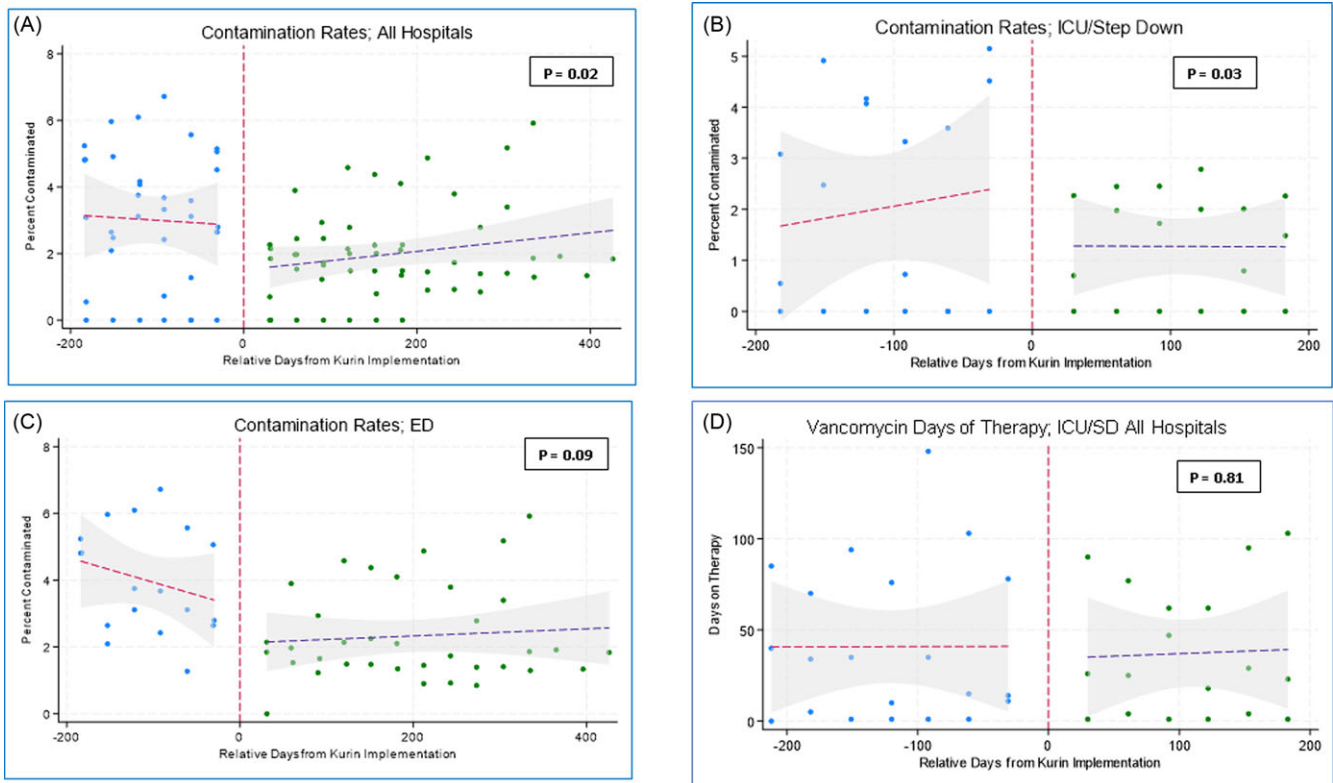 (A)
Contamination Rates; All Hospitals
P = 0.02
Percent Contaminated
8
6
4
2
0
-200
0
200
400
Relative Days from Kurin Implementation
(B)
Contamination Rates; ICU/Step Down
P = 0.03
Percent Contaminated
5
4
3
2
1
0
-200
-100
0
100
200
Relative Days from Kurin Implementation
(C)
Contamination Rates; ED
P = 0.09
Percent Contaminated
8
6
4
2
0
-200
0
200
400
Relative Days from Kurin Implementation
(D)
Vancomycin Days of Therapy; ICU/SD All Hospitals
P = 0.81
Days on Therapy
150
100
50
0
-200
-100
0
100
200
Relative Days from Kurin Implementation